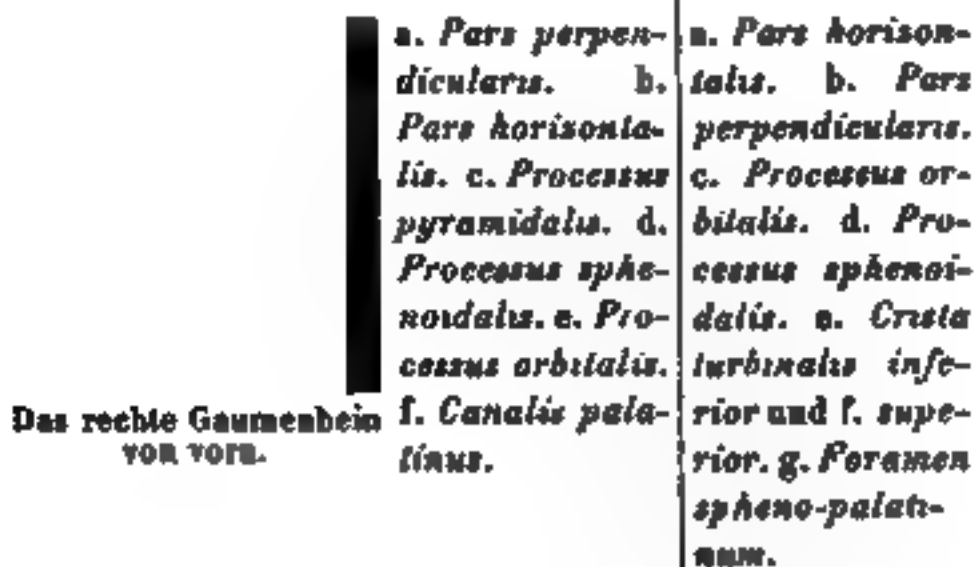 a. Pars perpen-
dicularis. b.
Pars horizonta-
lis. c. Processus
pyramidalis. d.
Processus sphe-
noidalis. e. Pro-
cessus orbitalis.
f. Canalis pala-
tinus.
Das rechte Gaumenbein
von vorn.
a. Pars horizon-
talis. b. Pars
perpendicularis.
c. Processus or-
bitalis. d. Pro-
cessus sphenoi-
dalis. e. Crista
turbinalis infe-
rior und f. supe-
rior. g. Foramen
spheno-palati-
num.